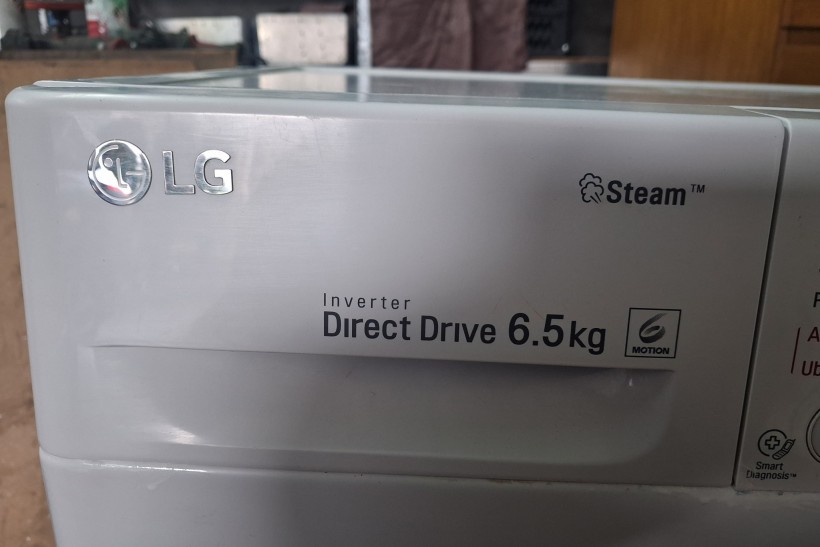 LG
Steam™
Inverter
Direct Drive 6.5kg
6 MOTION
Smart
Diagnosis™